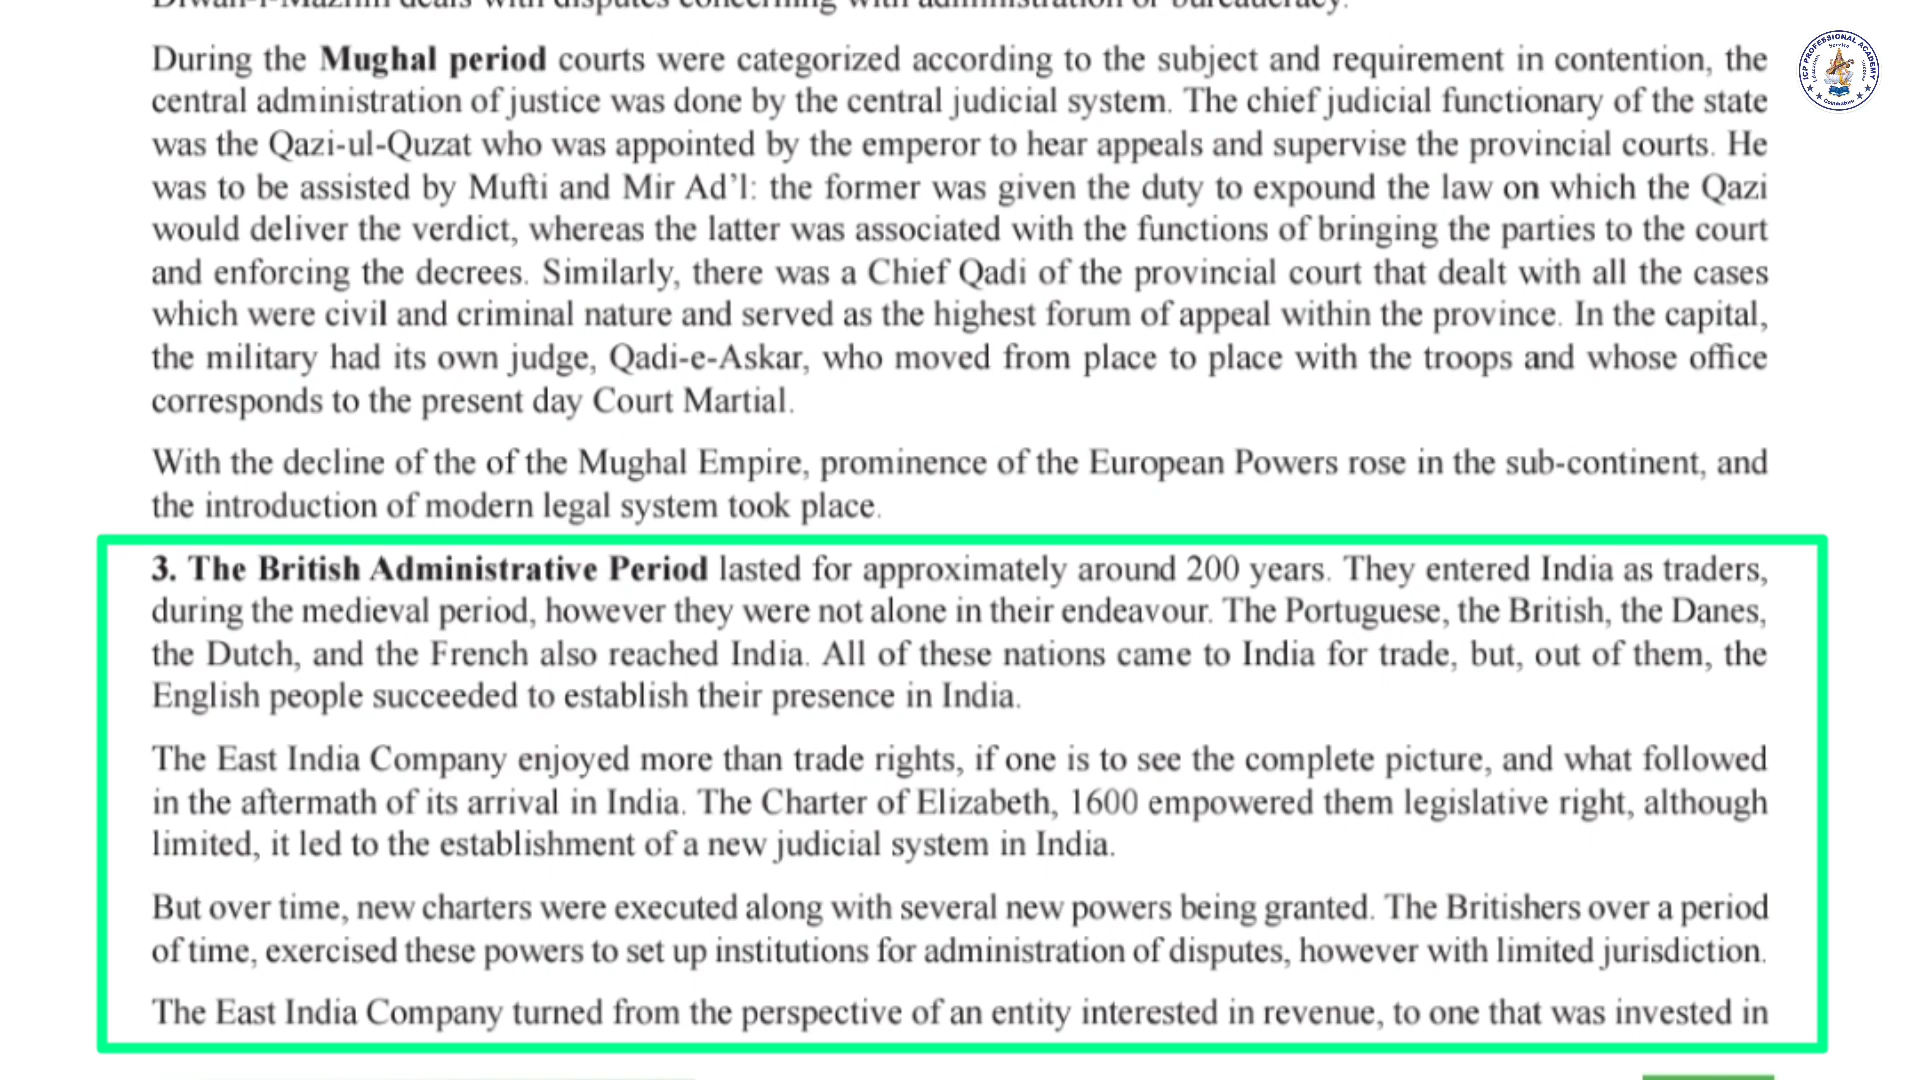 Diwan-i-Mazalim deals with disputes concerning with administration or bureaucracy.
During the Mughal period courts were categorized according to the subject and requirement in contention, the
central administration of justice was done by the central judicial system. The chief judicial functionary of the state
was the Qazi-ul-Quzat who was appointed by the emperor to hear appeals and supervise the provincial courts. He
was to be assisted by Mufti and Mir Ad’l: the former was given the duty to expound the law on which the Qazi
would deliver the verdict, whereas the latter was associated with the functions of bringing the parties to the court
and enforcing the decrees. Similarly, there was a Chief Qadi of the provincial court that dealt with all the cases
which were civil and criminal nature and served as the highest forum of appeal within the province. In the capital,
the military had its own judge, Qadi-e-Askar, who moved from place to place with the troops and whose office
corresponds to the present day Court Martial.
With the decline of the of the Mughal Empire, prominence of the European Powers rose in the sub-continent, and
the introduction of modern legal system took place.
3. The British Administrative Period lasted for approximately around 200 years. They entered India as traders,
during the medieval period, however they were not alone in their endeavour. The Portuguese, the British, the Danes,
the Dutch, and the French also reached India. All of these nations came to India for trade, but, out of them, the
English people succeeded to establish their presence in India.
The East India Company enjoyed more than trade rights, if one is to see the complete picture, and what followed
in the aftermath of its arrival in India. The Charter of Elizabeth, 1600 empowered them legislative right, although
limited, it led to the establishment of a new judicial system in India.
But over time, new charters were executed along with several new powers being granted. The Britishers over a period
of time, exercised these powers to set up institutions for administration of disputes, however with limited jurisdiction.
The East India Company turned from the perspective of an entity interested in revenue, to one that was invested in
ICP PROFESSIONAL ACADEMY
Service
Coimbatore